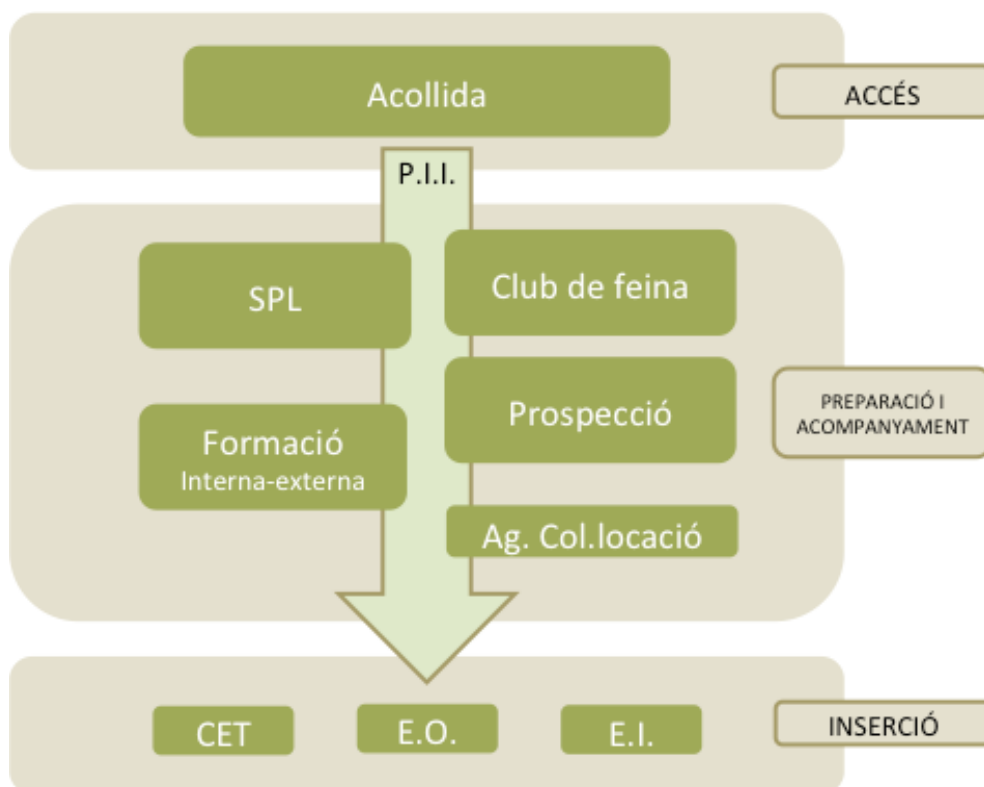 Acollida
ACCÉS
P.I.I.
SPL
Club de feina
Formació
Interna-externa
Prospecció
Ag. Col.locació
PREPARACIÓ I
ACOMPANYAMENT
CET
E.O.
E.I.
INSERCIÓ